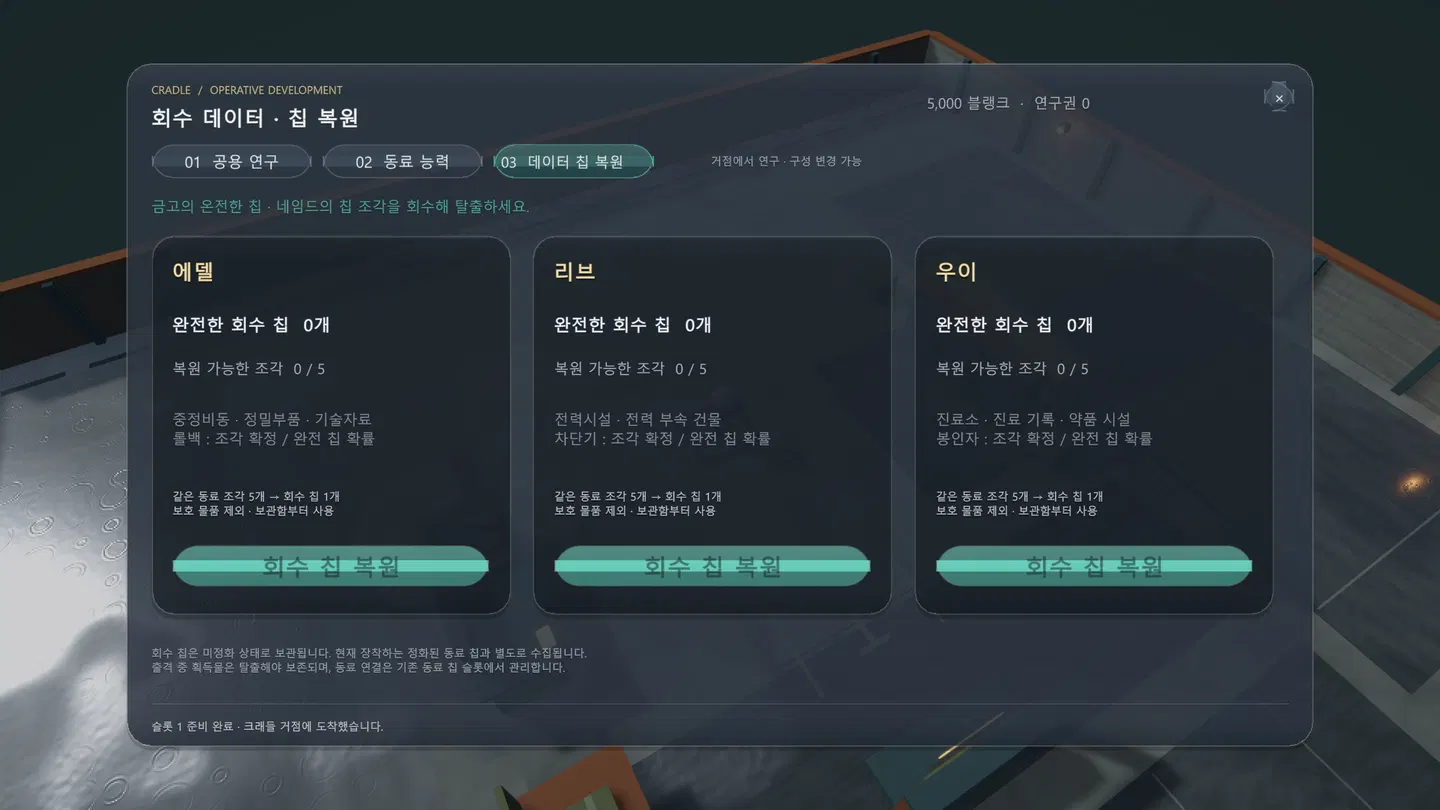 CRADLE / OPERATIVE DEVELOPMENT
회수 데이터 · 칩 복원
5,000 블랭크 · 연구권 0
×
01 공용 연구
02 동료 능력
03 데이터 칩 복원
거점에서 연구 · 구성 변경 가능
금고의 온전한 칩 · 네임드의 칩 조각을 회수해 탈출하세요.
에델
완전한 회수 칩 0개
복원 가능한 조각 0 / 5
중정비동 · 정밀부품 · 기술자료
롤백 : 조각 확정 / 완전 칩 확률
같은 동료 조각 5개 → 회수 칩 1개
보호 물품 제외 · 보관함부터 사용
회수 칩 복원
리브
완전한 회수 칩 0개
복원 가능한 조각 0 / 5
전력시설 · 전력 부속 건물
차단기 : 조각 확정 / 완전 칩 확률
같은 동료 조각 5개 → 회수 칩 1개
보호 물품 제외 · 보관함부터 사용
회수 칩 복원
우이
완전한 회수 칩 0개
복원 가능한 조각 0 / 5
진료소 · 진료 기록 · 약품 시설
봉인자 : 조각 확정 / 완전 칩 확률
같은 동료 조각 5개 → 회수 칩 1개
보호 물품 제외 · 보관함부터 사용
회수 칩 복원
회수 칩은 미정화 상태로 보관됩니다. 현재 장착하는 정화된 동료 칩과 별도로 수집됩니다.
출격 중 획득물은 탈출해야 보존되며, 동료 연결은 기존 동료 칩 슬롯에서 관리합니다.
슬롯 1 준비 완료 · 크래들 거점에 도착했습니다.